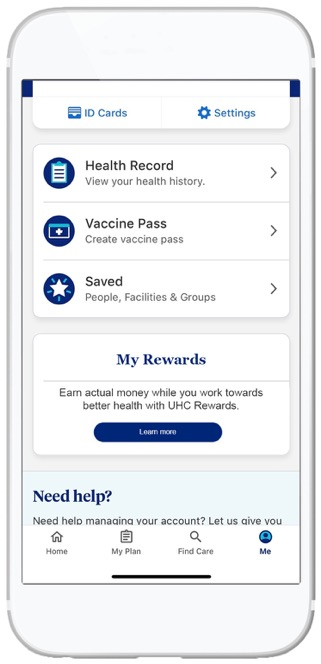 ID Cards
Settings
Health Record
View your health history.
Vaccine Pass
Create vaccine pass
Saved
People, Facilities & Groups
My Rewards
Earn actual money while you work towards
better health with UHC Rewards.
Learn more
Need help?
Need help managing your account? Let us give you
Home
My Plan
Find Care
Me